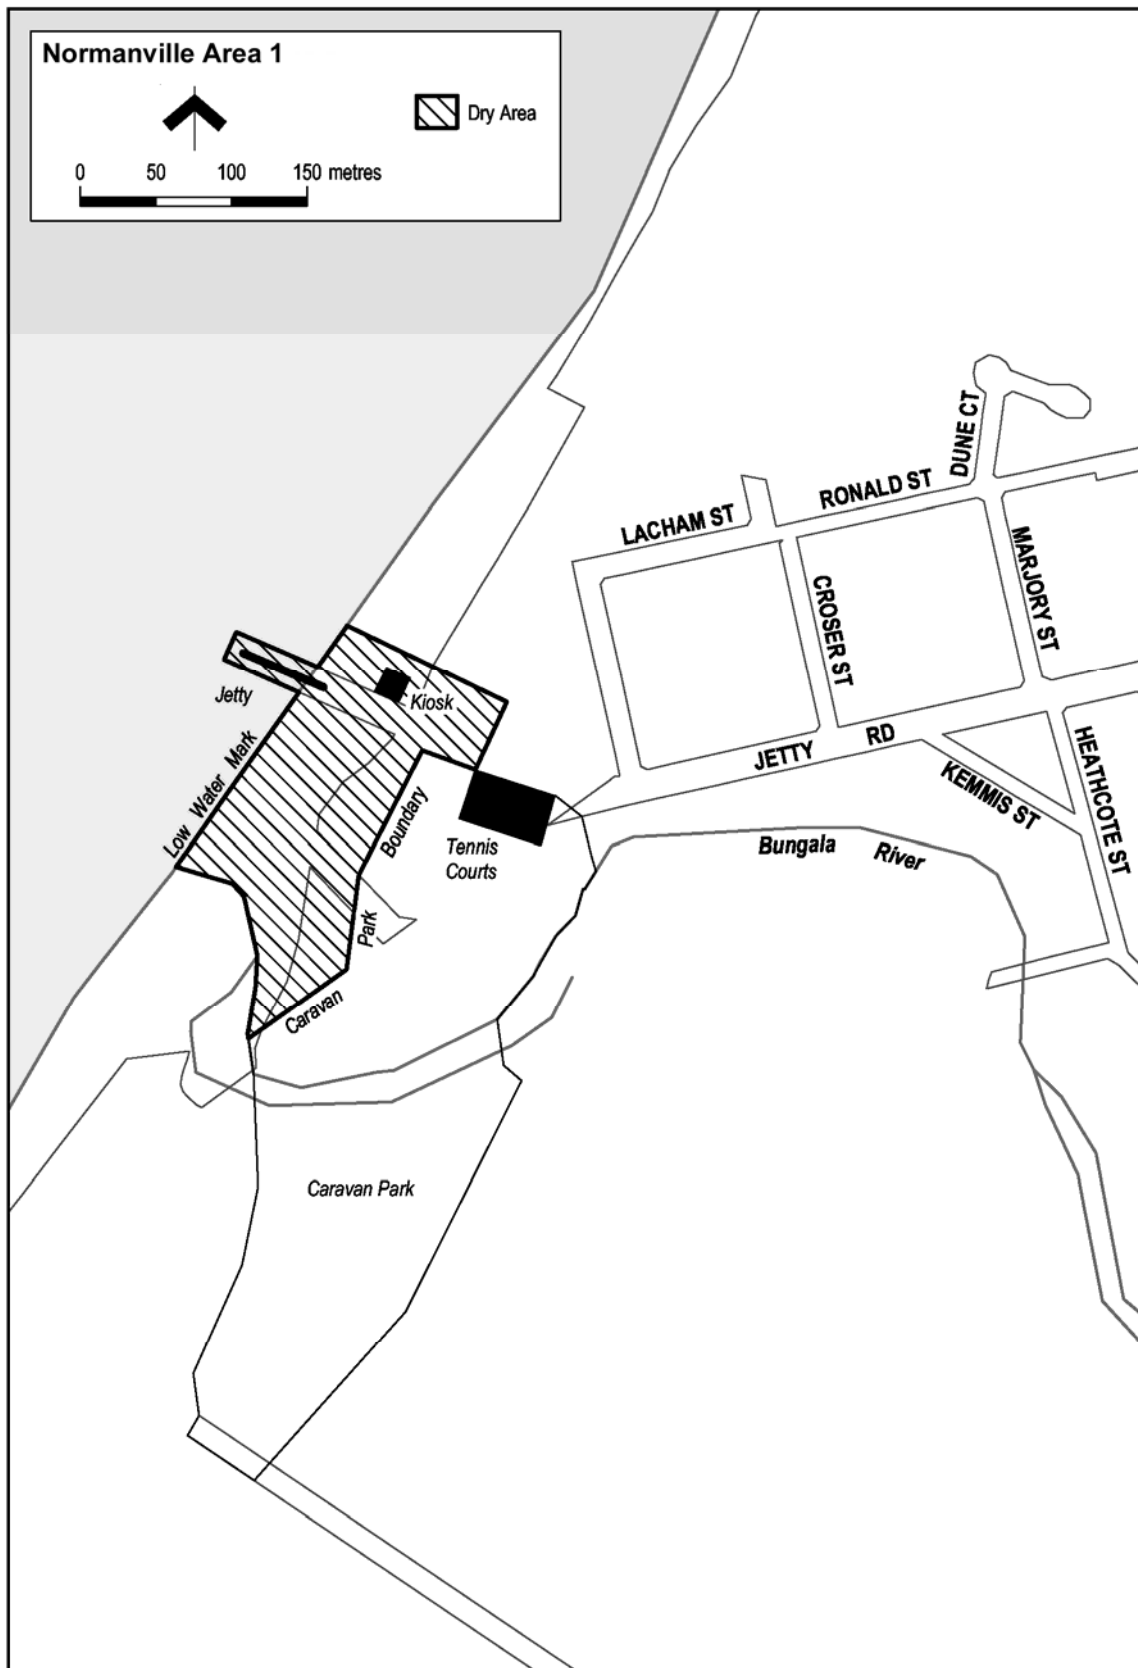 Normanville Area 1
Dry Area
0 50 100 150 metres
DUNE CT
RONALD ST
LACHAM ST
MARJORY ST
CROSER ST
Jetty
Kiosk
JETTY RD
HEATHCOTE ST
KEMMIS ST
Low Water Mark
Caravan Park Boundary
Tennis
Courts
Bungala River
Caravan Park